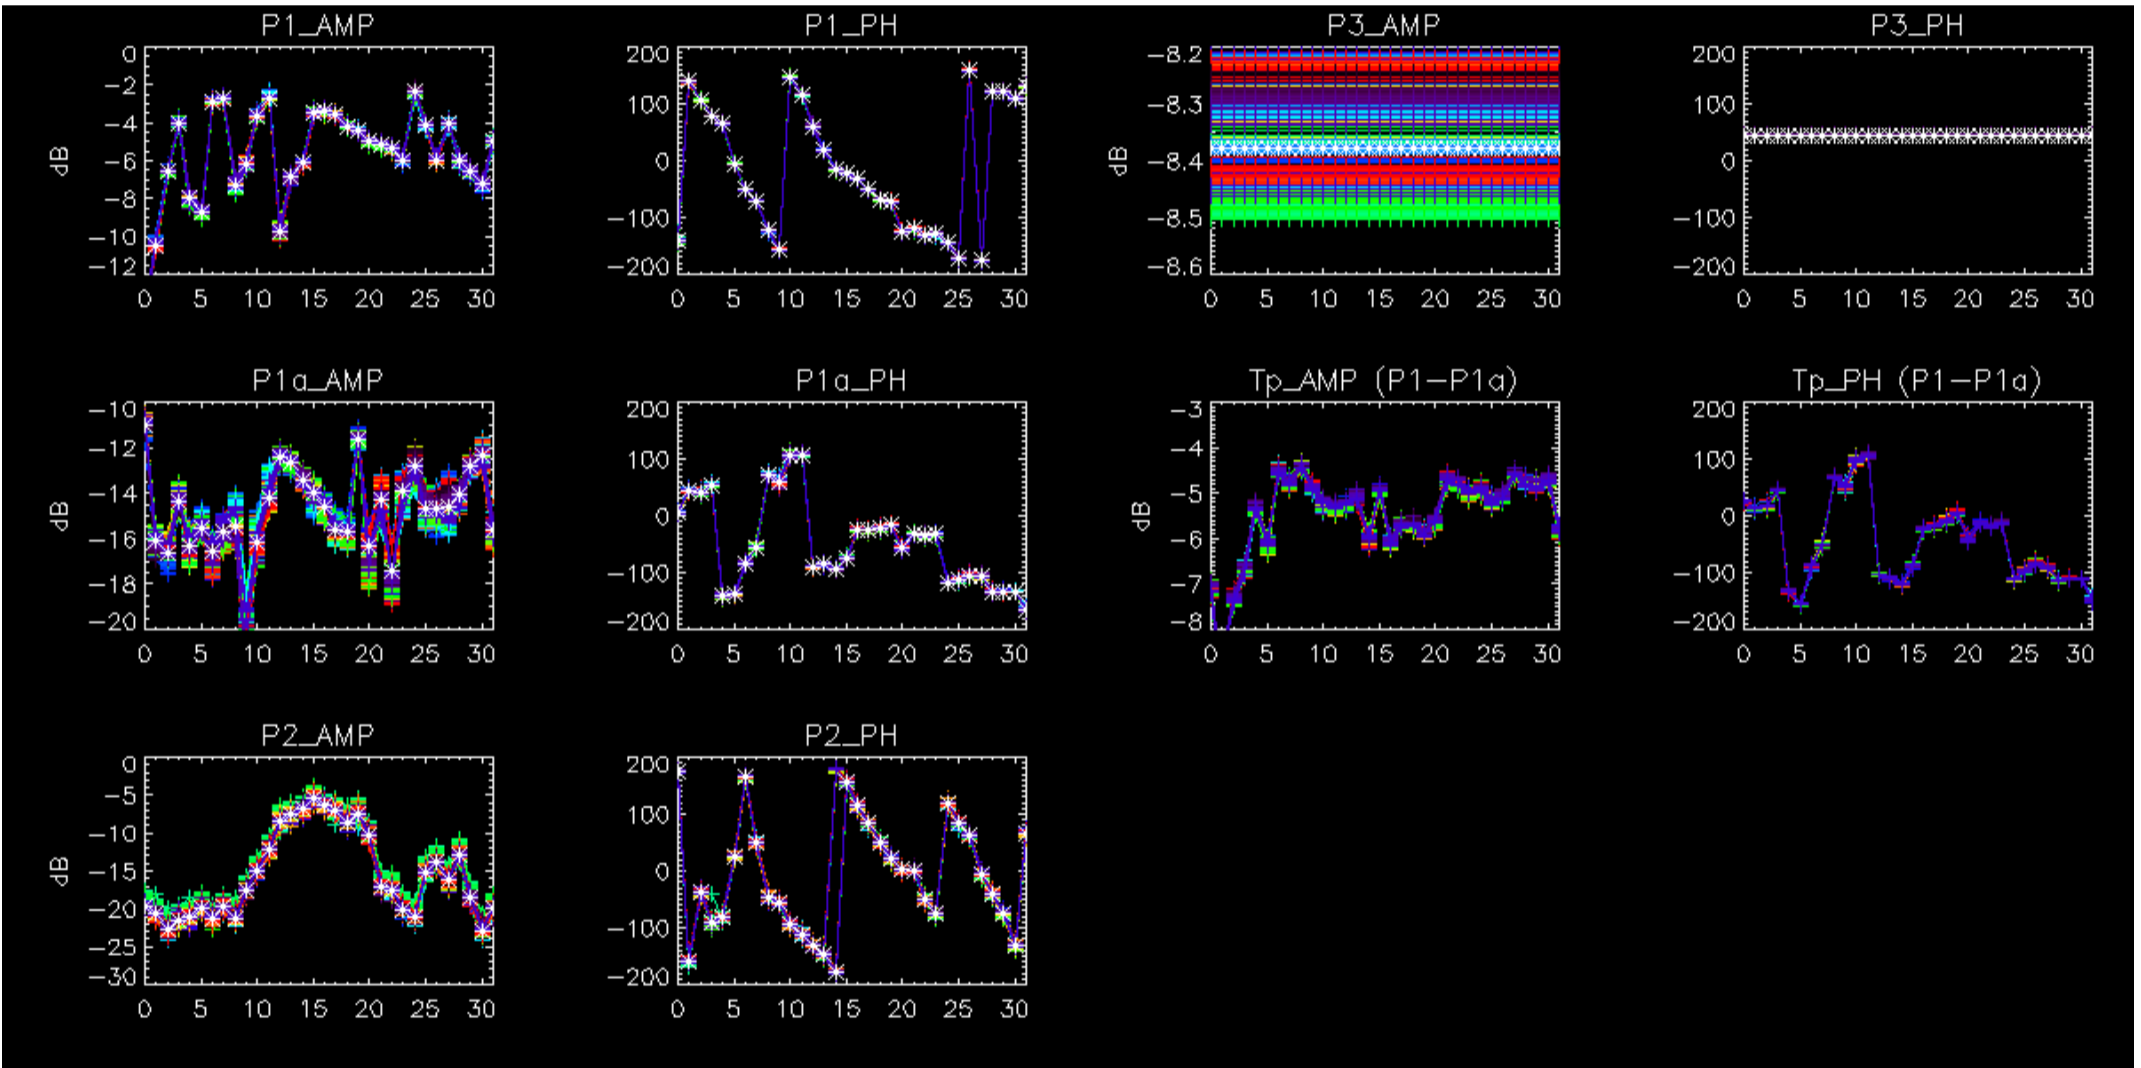 P1_AMP
P1_PH
P3_AMP
P3_PH
0
−2
−4
−6
−8
−10
−12
dB
0 5 10 15 20 25 30
200
100
0
−100
−200
0 5 10 15 20 25 30
−8.2
−8.3
−8.4
−8.5
−8.6
dB
0 5 10 15 20 25 30
200
100
0
−100
−200
0 5 10 15 20 25 30
P1a_AMP
P1a_PH
Tp_AMP (P1−P1a)
Tp_PH (P1−P1a)
−10
−12
−14
−16
−18
−20
dB
0 5 10 15 20 25 30
200
100
0
−100
−200
0 5 10 15 20 25 30
−3
−4
−5
−6
−7
−8
dB
0 5 10 15 20 25 30
200
100
0
−100
−200
0 5 10 15 20 25 30
P2_AMP
P2_PH
0
−5
−10
−15
−20
−25
−30
dB
0 5 10 15 20 25 30
200
100
0
−100
−200
0 5 10 15 20 25 30